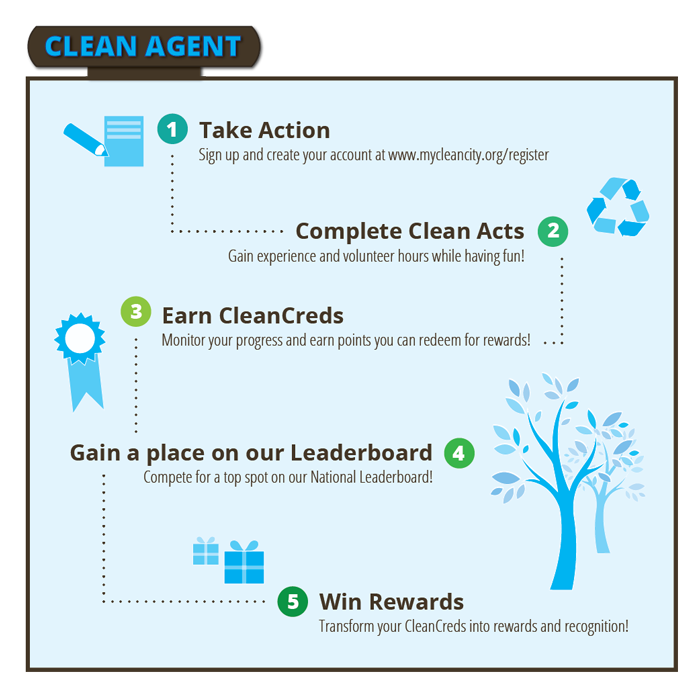 CLEAN AGENT
1 Take Action
Sign up and create your account at www.mycleancity.org/register
Complete Clean Acts 2
Gain experience and volunteer hours while having fun!
3 Earn CleanCreds
Monitor your progress and earn points you can redeem for rewards!
Gain a place on our Leaderboard 4
Compete for a top spot on our National Leaderboard!
5 Win Rewards
Transform your CleanCreds into rewards and recognition!